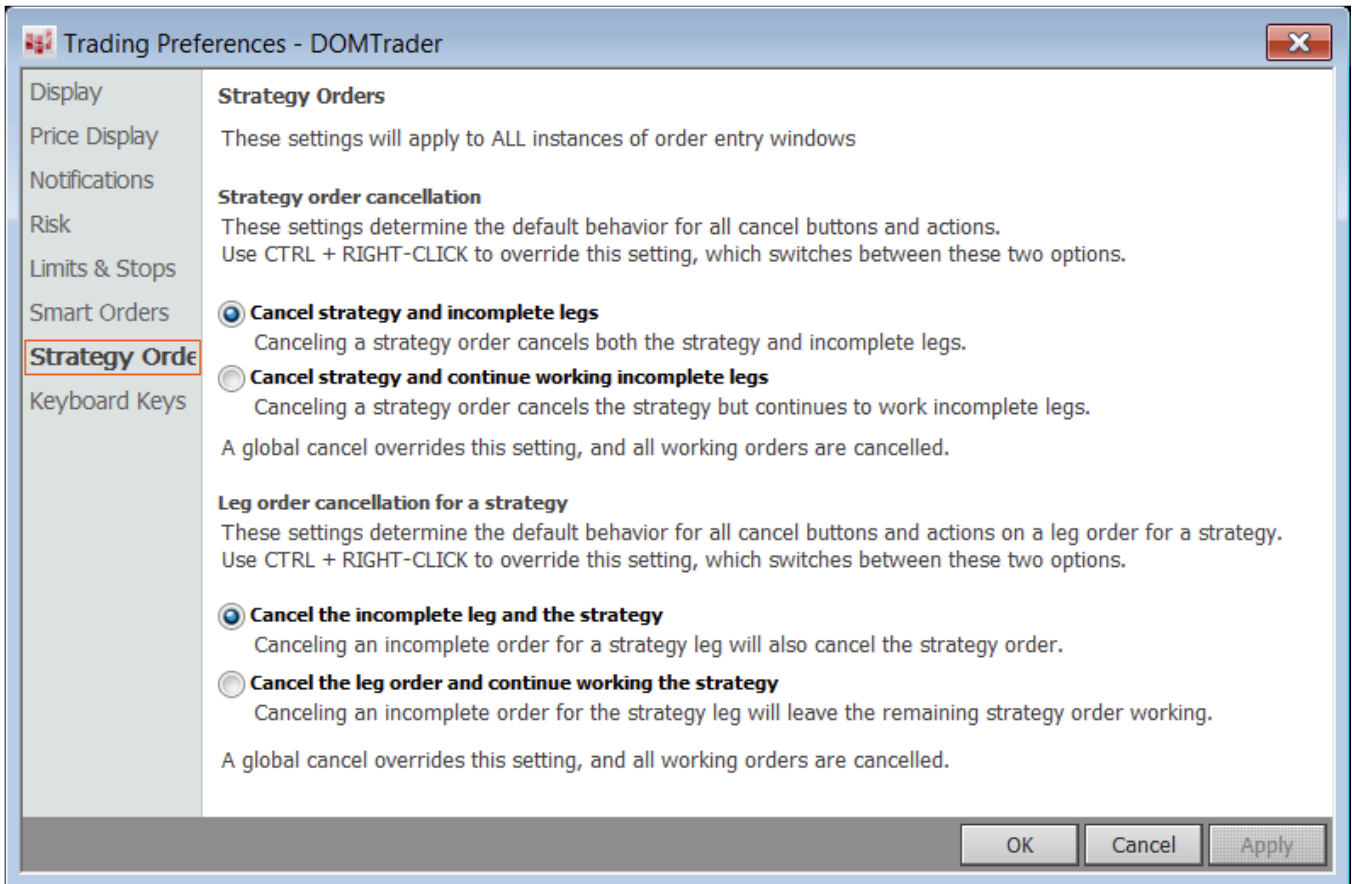 Trading Preferences - DOMTrader
Display
Price Display
Notifications
Risk
Limits & Stops
Smart Orders
Strategy Orde
Keyboard Keys
Strategy Orders
These settings will apply to ALL instances of order entry windows
Strategy order cancellation
These settings determine the default behavior for all cancel buttons and actions.
Use CTRL + RIGHT-CLICK to override this setting, which switches between these two options.
Cancel strategy and incomplete legs
Canceling a strategy order cancels both the strategy and incomplete legs.
Cancel strategy and continue working incomplete legs
Canceling a strategy order cancels the strategy but continues to work incomplete legs.
A global cancel overrides this setting, and all working orders are cancelled.
Leg order cancellation for a strategy
These settings determine the default behavior for all cancel buttons and actions on a leg order for a strategy.
Use CTRL + RIGHT-CLICK to override this setting, which switches between these two options.
Cancel the incomplete leg and the strategy
Canceling an incomplete order for a strategy leg will also cancel the strategy order.
Cancel the leg order and continue working the strategy
Canceling an incomplete order for the strategy leg will leave the remaining strategy order working.
A global cancel overrides this setting, and all working orders are cancelled.
OK
Cancel
Apply